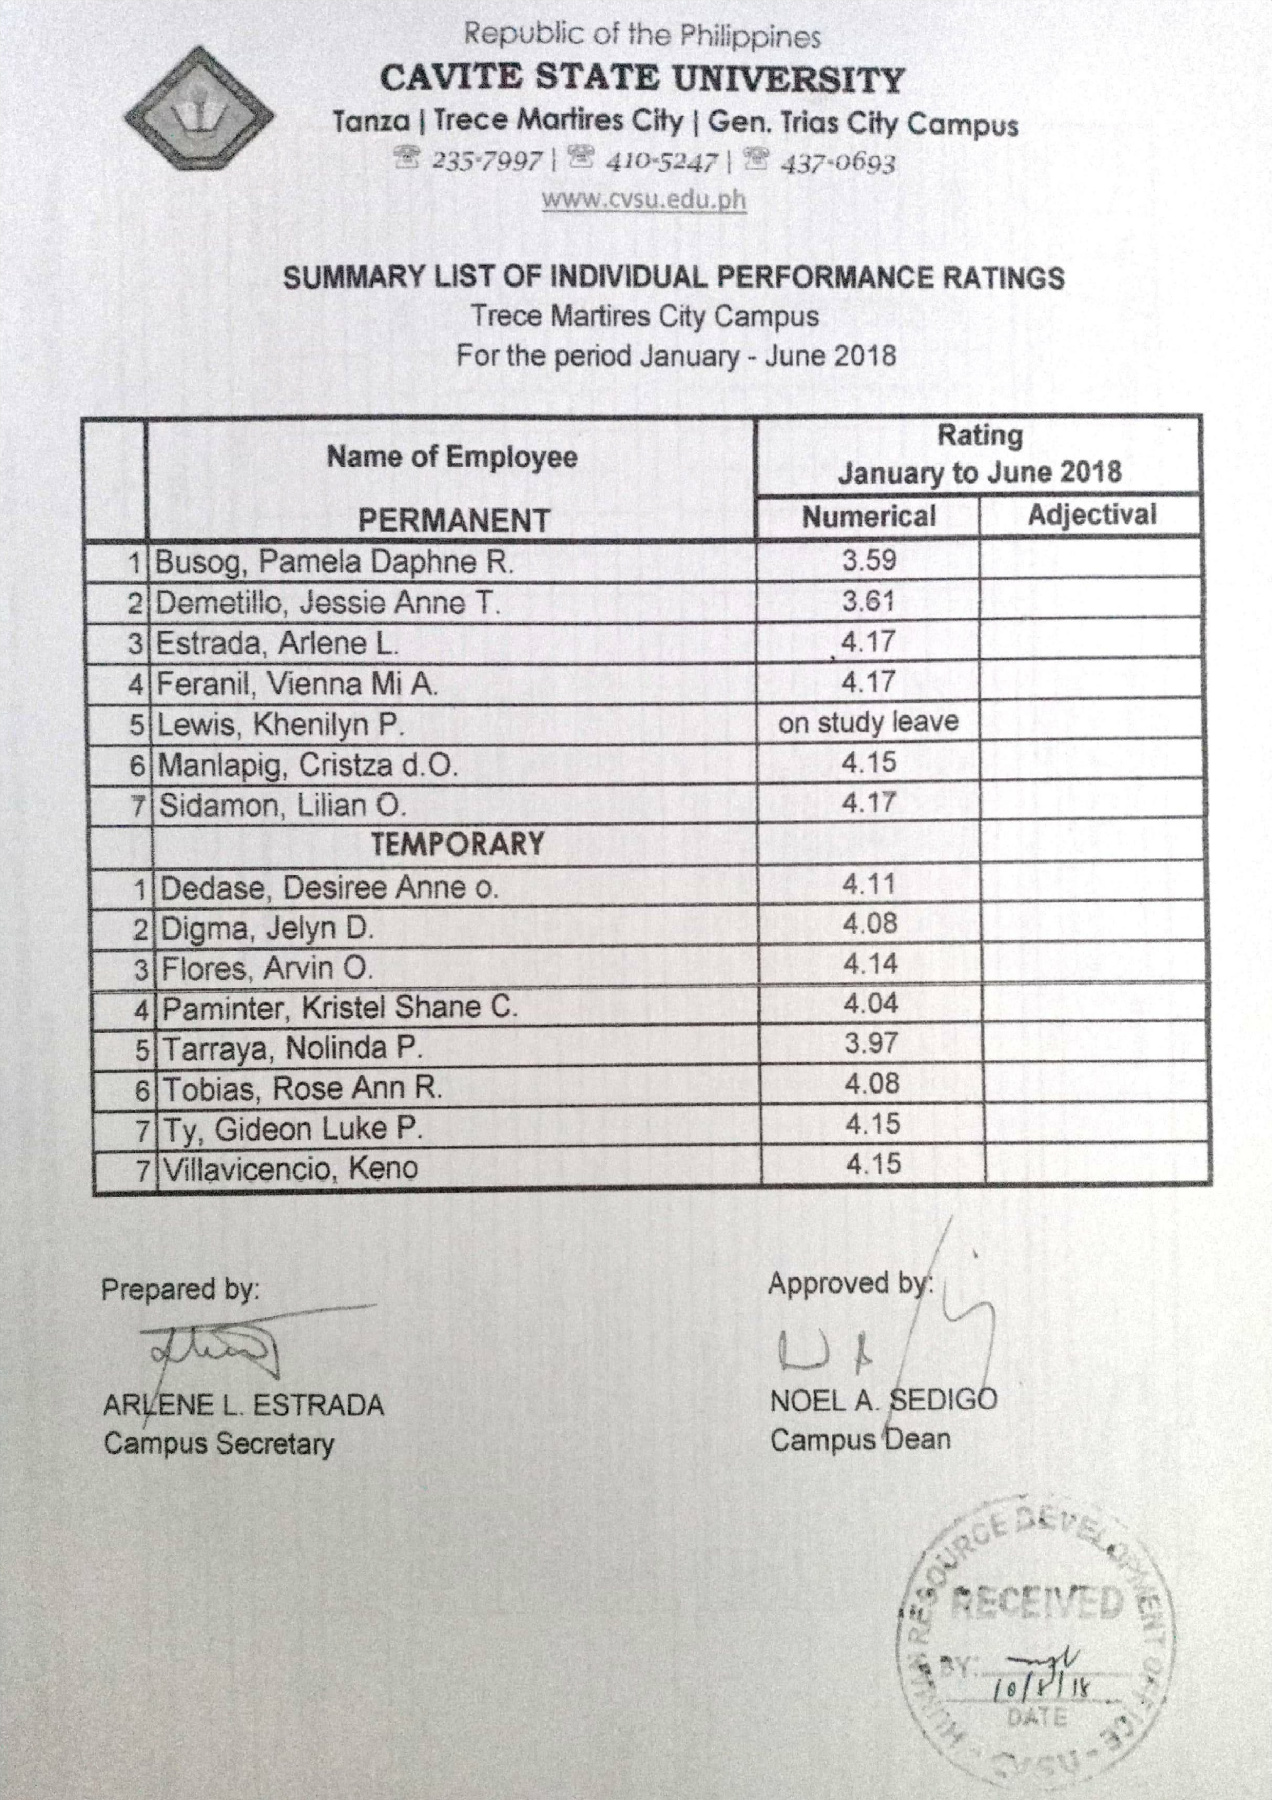 Republic of the Philippines
CAVITE STATE UNIVERSITY
Tanza | Trece Martires City | Gen. Trias City Campus
☎ 235-7997 | ☎ 410-5247 | ☎ 437-0693
www.cvsu.edu.ph
SUMMARY LIST OF INDIVIDUAL PERFORMANCE RATINGS
Trece Martires City Campus
For the period January - June 2018
Name of Employee
Rating
January to June 2018
PERMANENT Numerical Adjectival
1 Busog, Pamela Daphne R. 3.59
2 Demetillo, Jessie Anne T. 3.61
3 Estrada, Arlene L. 4.17
4 Feranil, Vienna Mi A. 4.17
5 Lewis, Khenilyn P. on study leave
6 Manlapig, Cristza d.O. 4.15
7 Sidamon, Lilian O. 4.17
TEMPORARY
1 Dedase, Desiree Anne o. 4.11
2 Digma, Jelyn D. 4.08
3 Flores, Arvin O. 4.14
4 Paminter, Kristel Shane C. 4.04
5 Tarraya, Nolinda P. 3.97
6 Tobias, Rose Ann R. 4.08
7 Ty, Gideon Luke P. 4.15
7 Villavicencio, Keno 4.15
Prepared by: Approved by:
ARLENE L. ESTRADA NOEL A. SEDIGO
Campus Secretary Campus Dean
HUMAN RESOURCE DEVELOPMENT OFFICE
RECEIVED
BY:
DATE